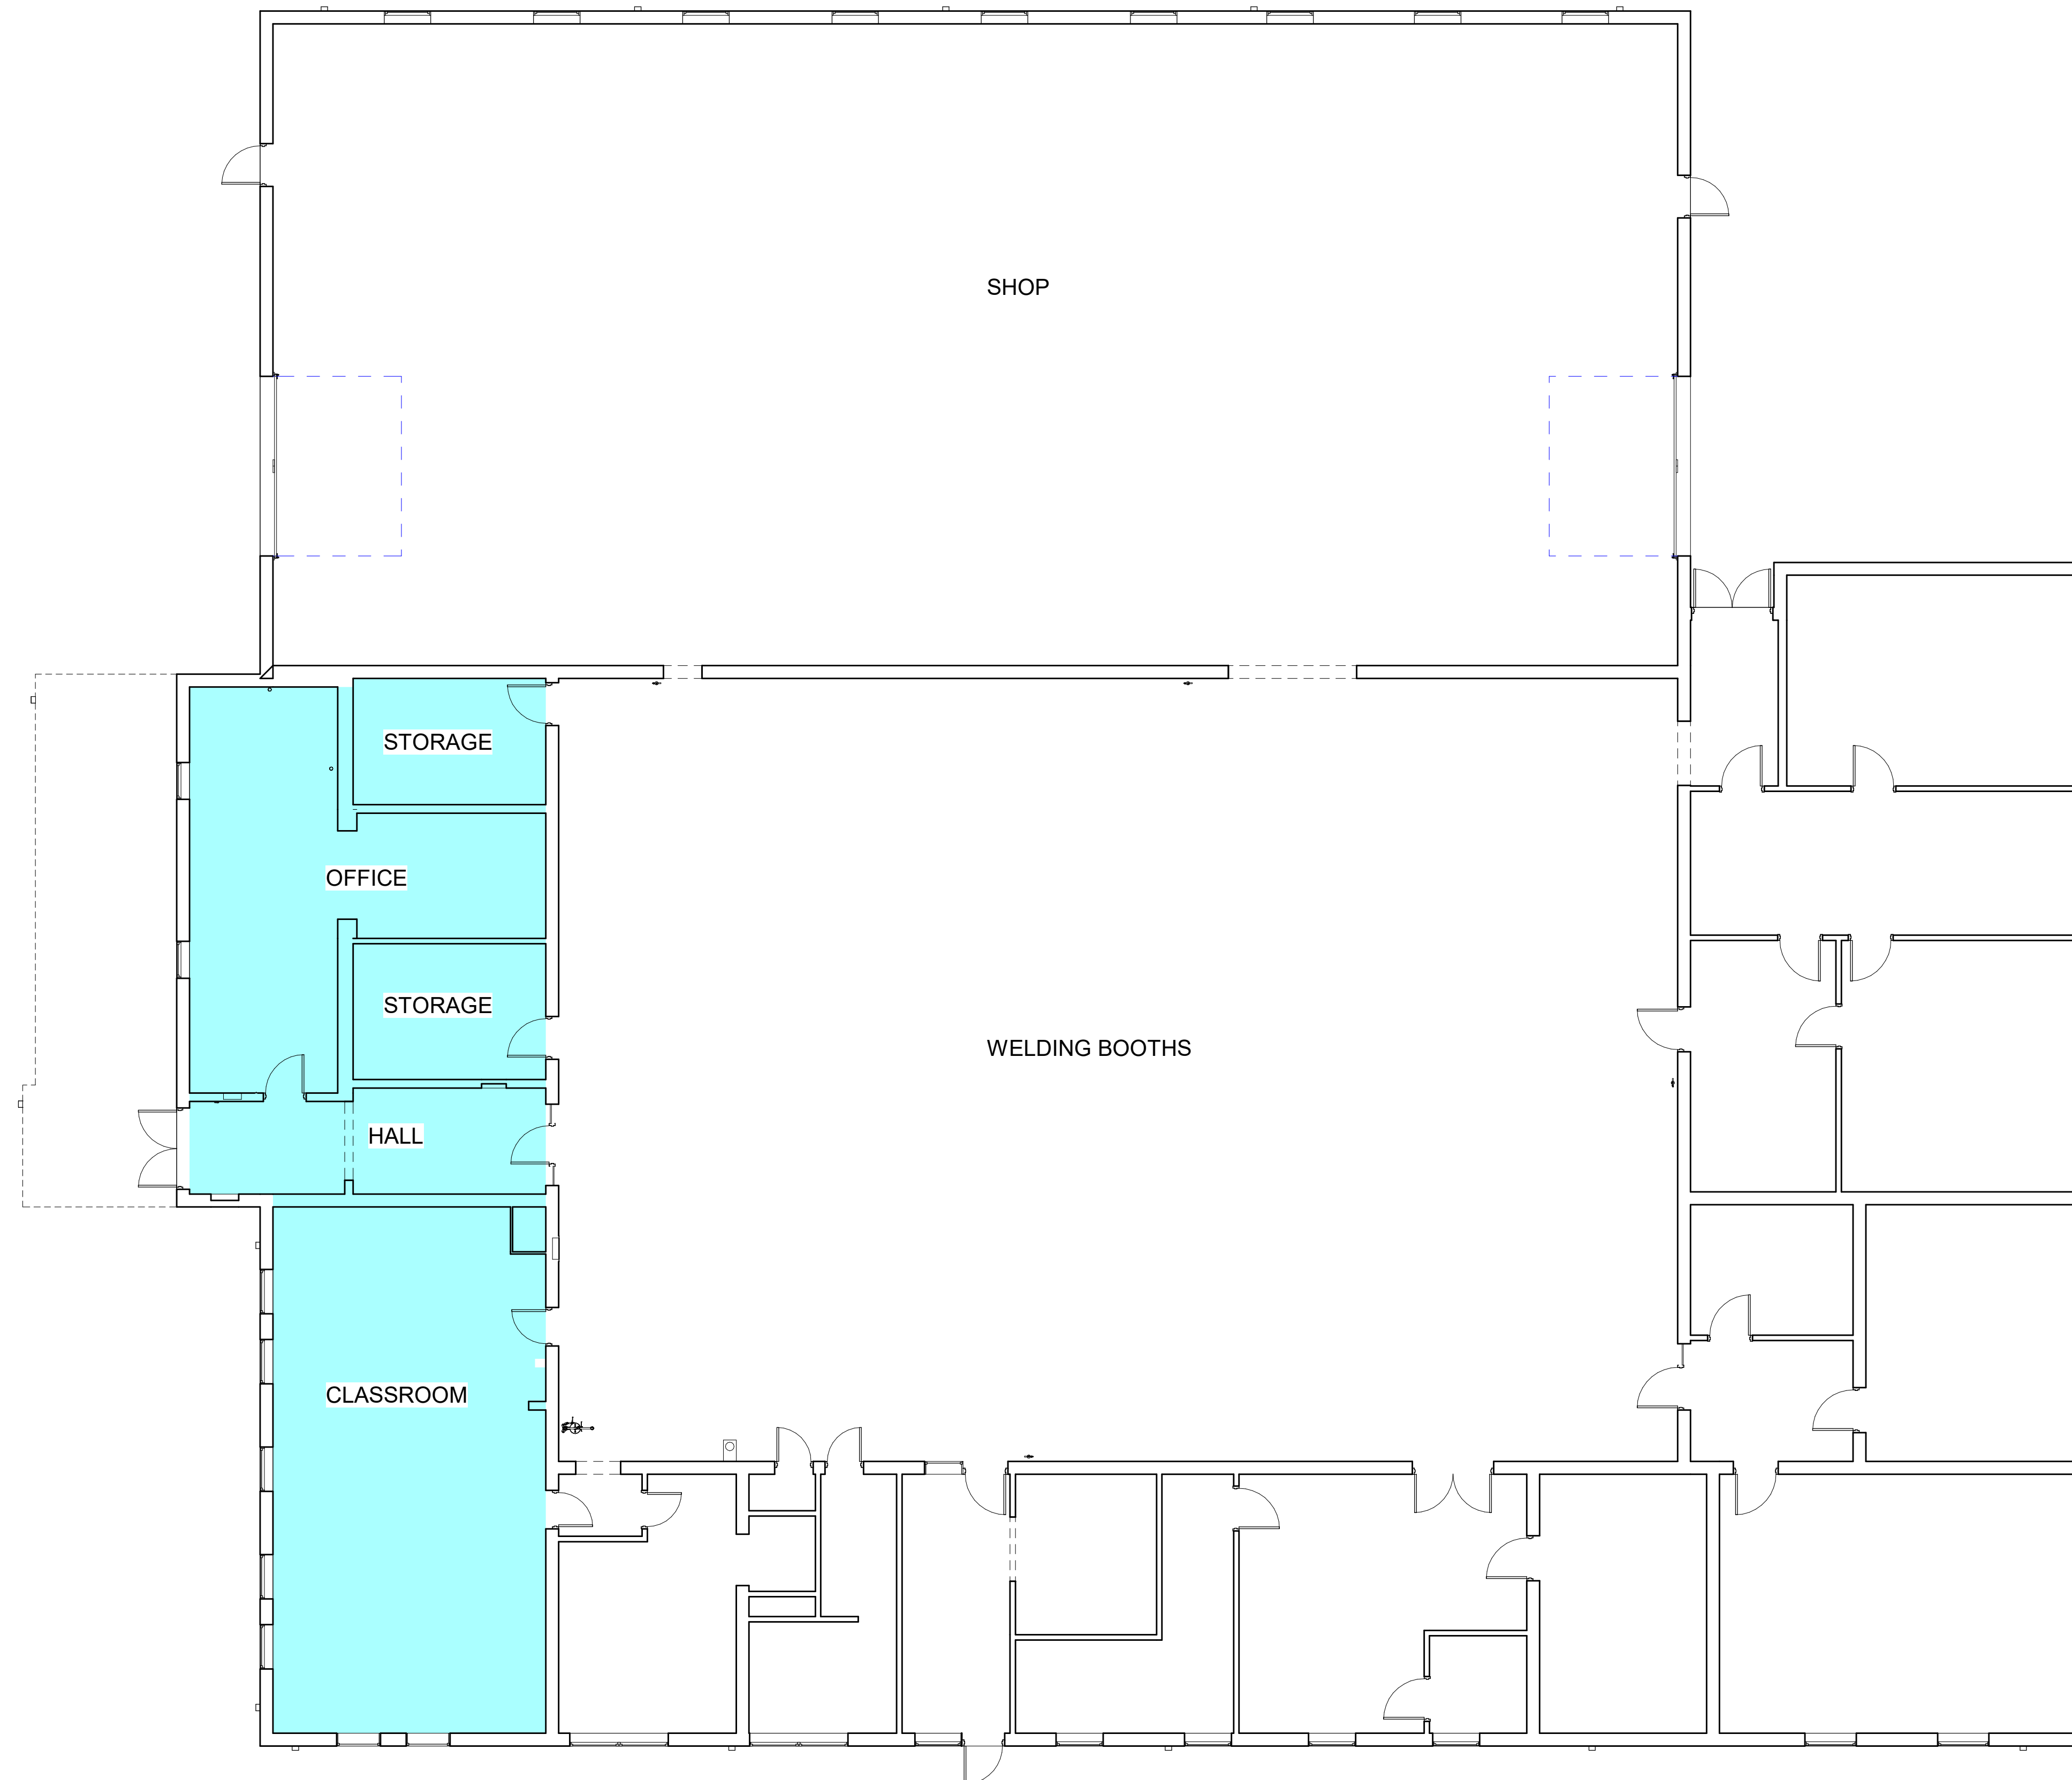 SHOP
STORAGE
OFFICE
STORAGE
WELDING BOOTHS
HALL
CLASSROOM